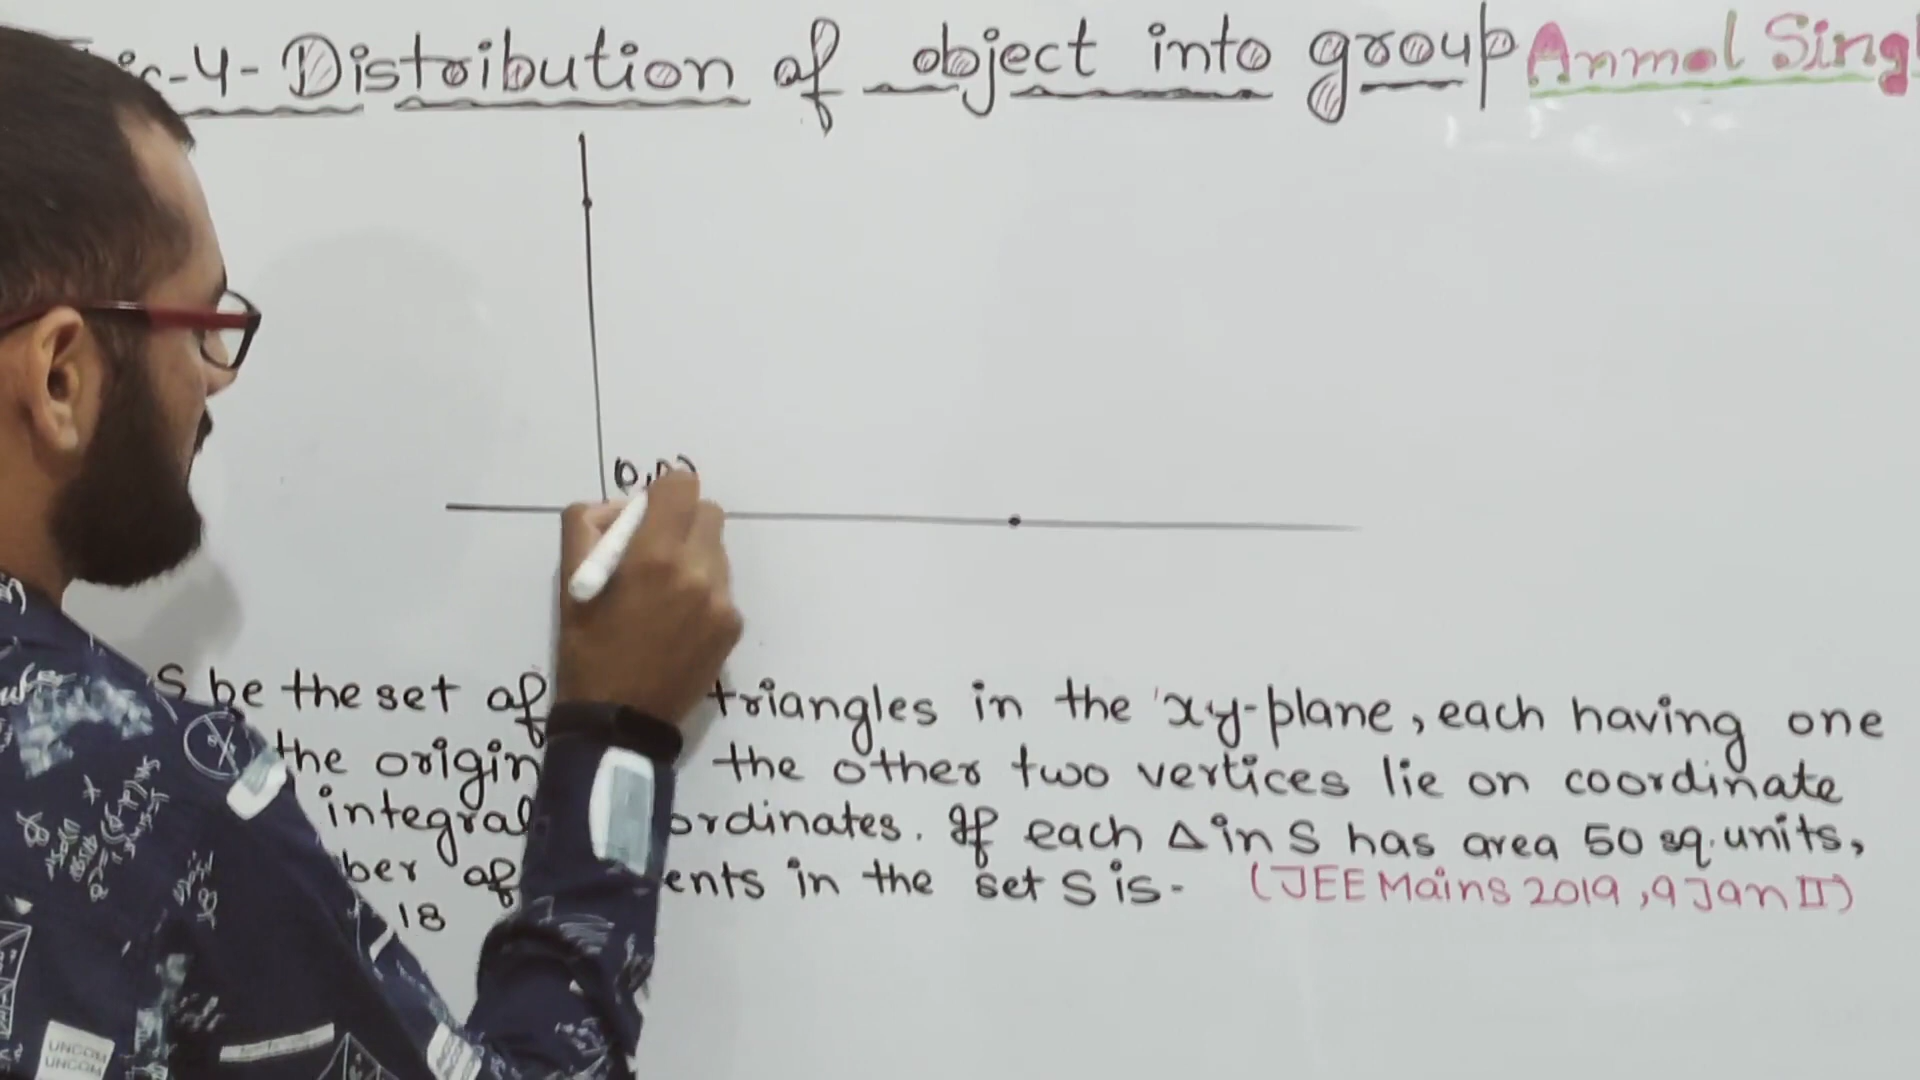 -4- Distribution of object into group Anmol Sing
(0,0)
S be the set of triangles in the xy-plane, each having one
the origin the other two vertices lie on coordinate
integral ordinates. If each Δ in S has area 50 sq. units,
ber of ents in the set S is- (JEE Mains 2019, 9 Jan II)
18
UNCOM
UNCOM